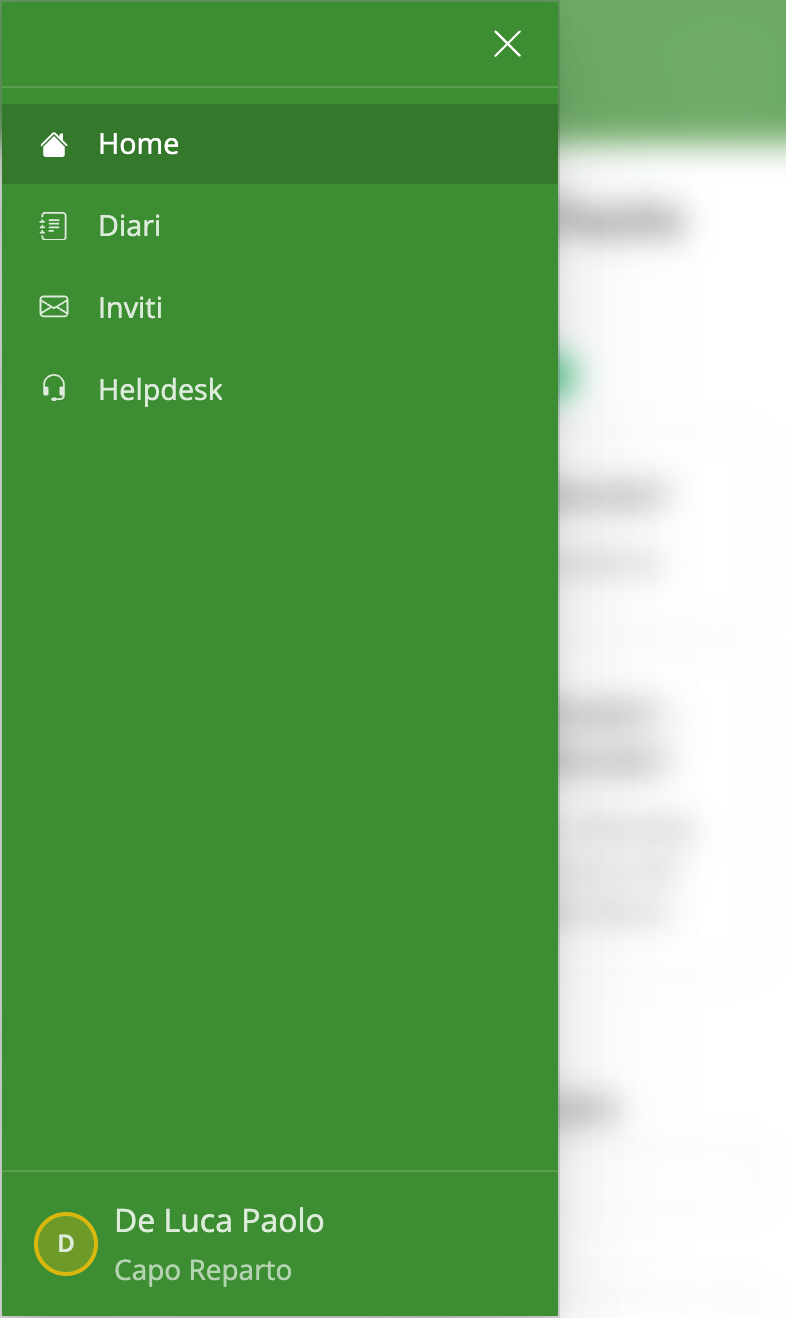 Home
Diari
Inviti
Helpdesk
De Luca Paolo
D
Capo Reparto